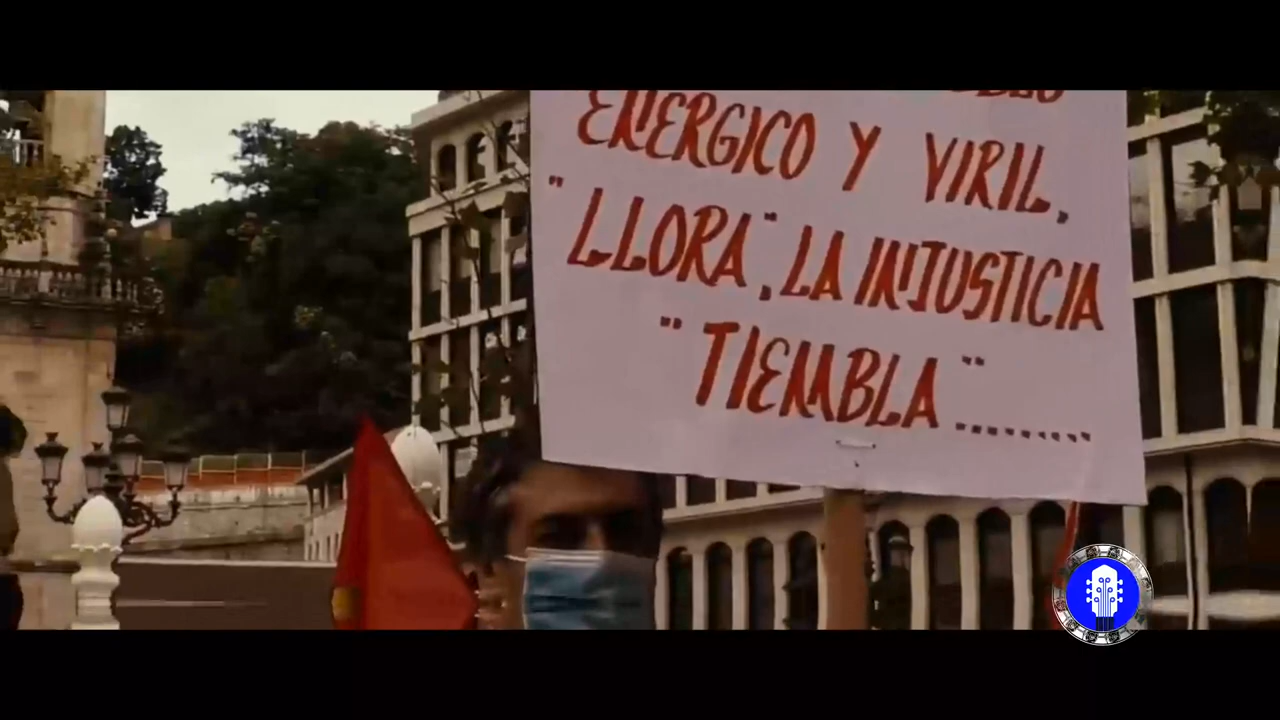 ENERGICO Y VIRIL,
"LLORA", LA INJUSTICIA
"TIEMBLA".........